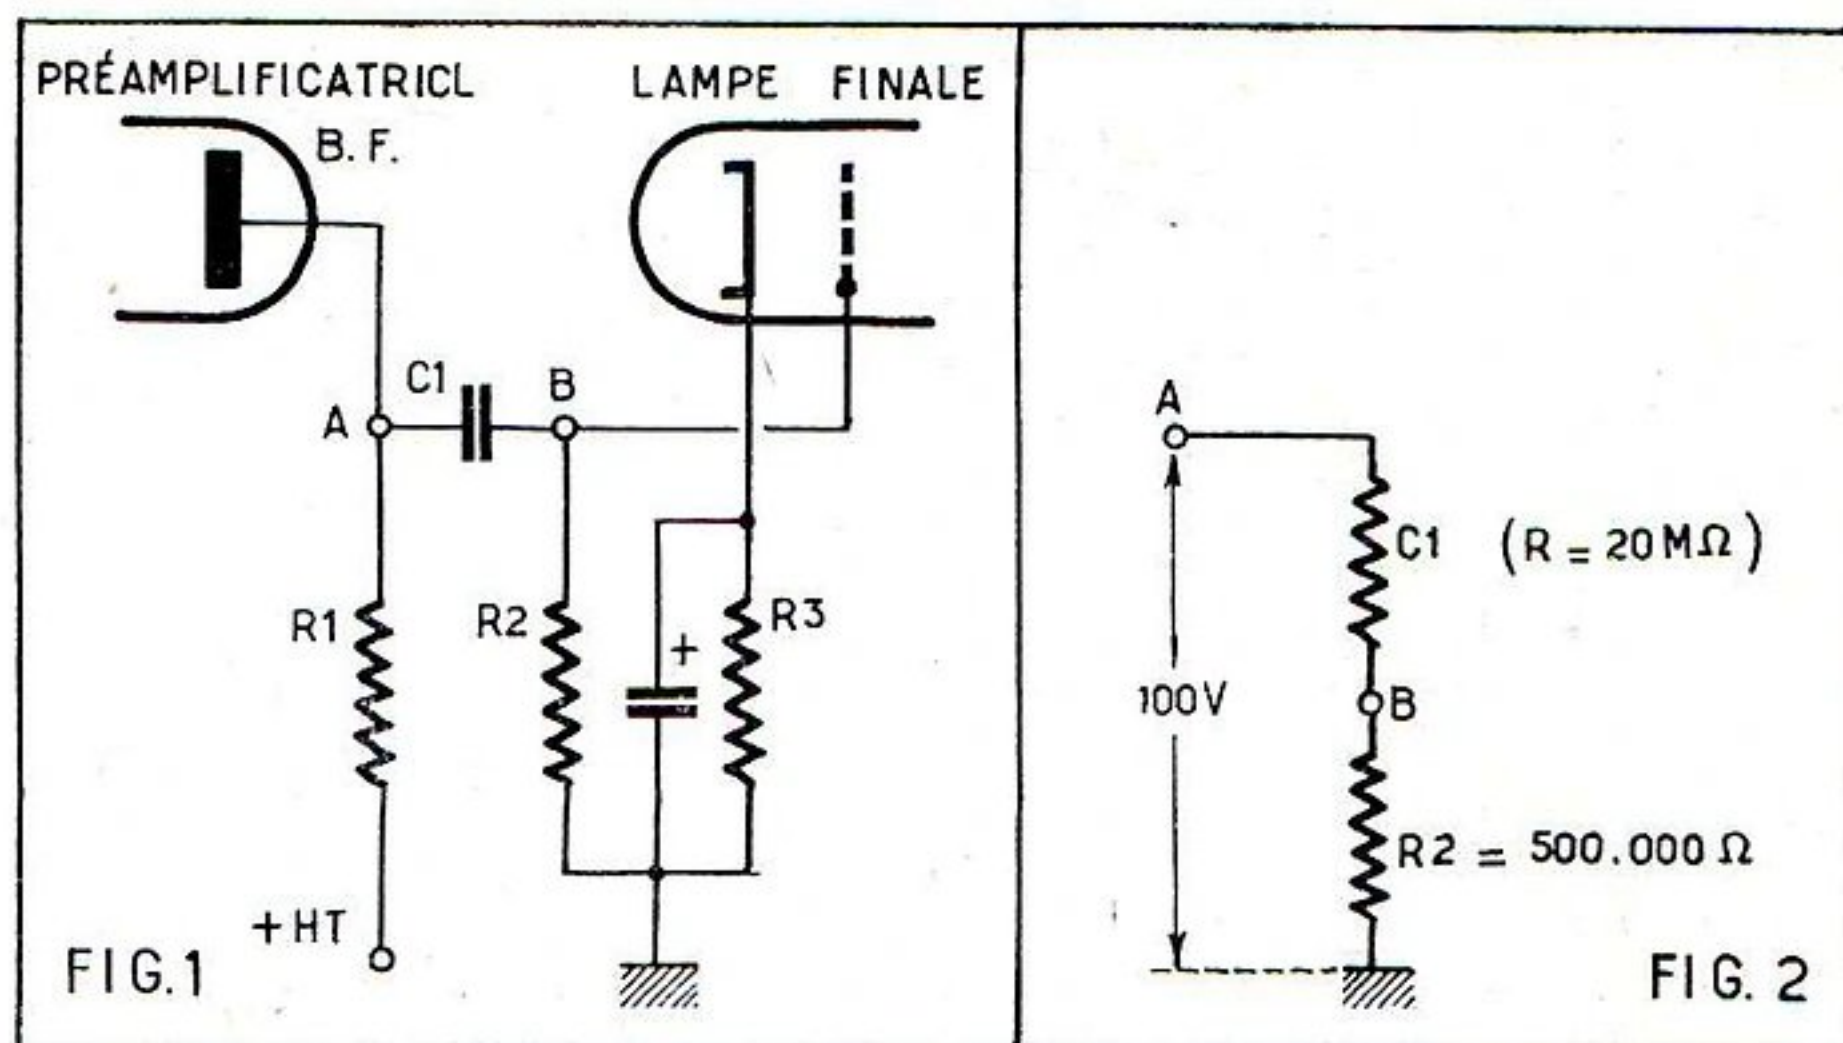 PRÉAMPLIFICATRICL
B.F.
LAMPE FINALE
A
C1
B
R1
R2
+
R3
+HT
FIG.1
A
C1 (R = 20 MΩ)
100V
B
R2 = 500.000 Ω
FIG. 2